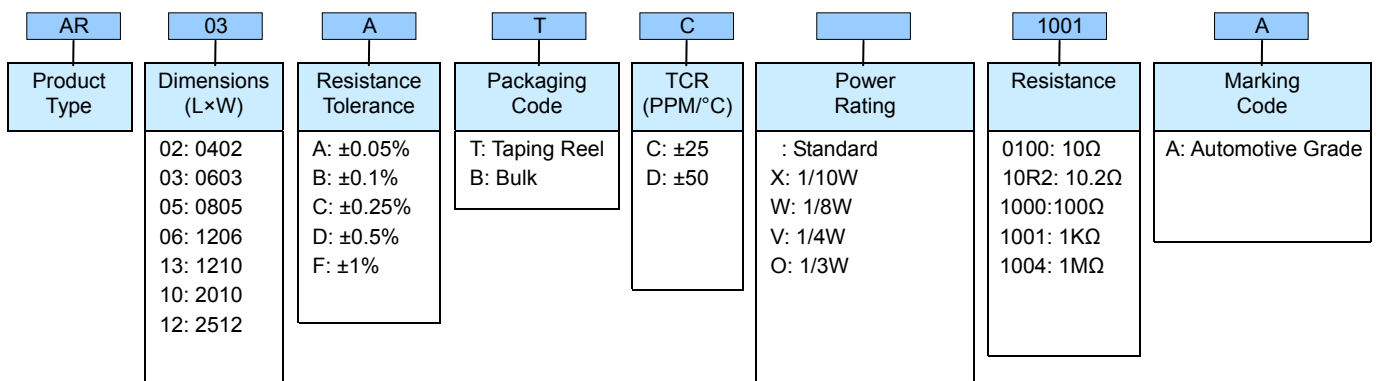 AR 03 A T C 1001 A
Product Type
Dimensions (L×W)
Resistance Tolerance
Packaging Code
TCR (PPM/°C)
Power Rating
Resistance
Marking Code
02: 0402
03: 0603
05: 0805
06: 1206
13: 1210
10: 2010
12: 2512
A: ±0.05%
B: ±0.1%
C: ±0.25%
D: ±0.5%
F: ±1%
T: Taping Reel
B: Bulk
C: ±25
D: ±50
: Standard
X: 1/10W
W: 1/8W
V: 1/4W
O: 1/3W
0100: 10Ω
10R2: 10.2Ω
1000:100Ω
1001: 1KΩ
1004: 1MΩ
A: Automotive Grade